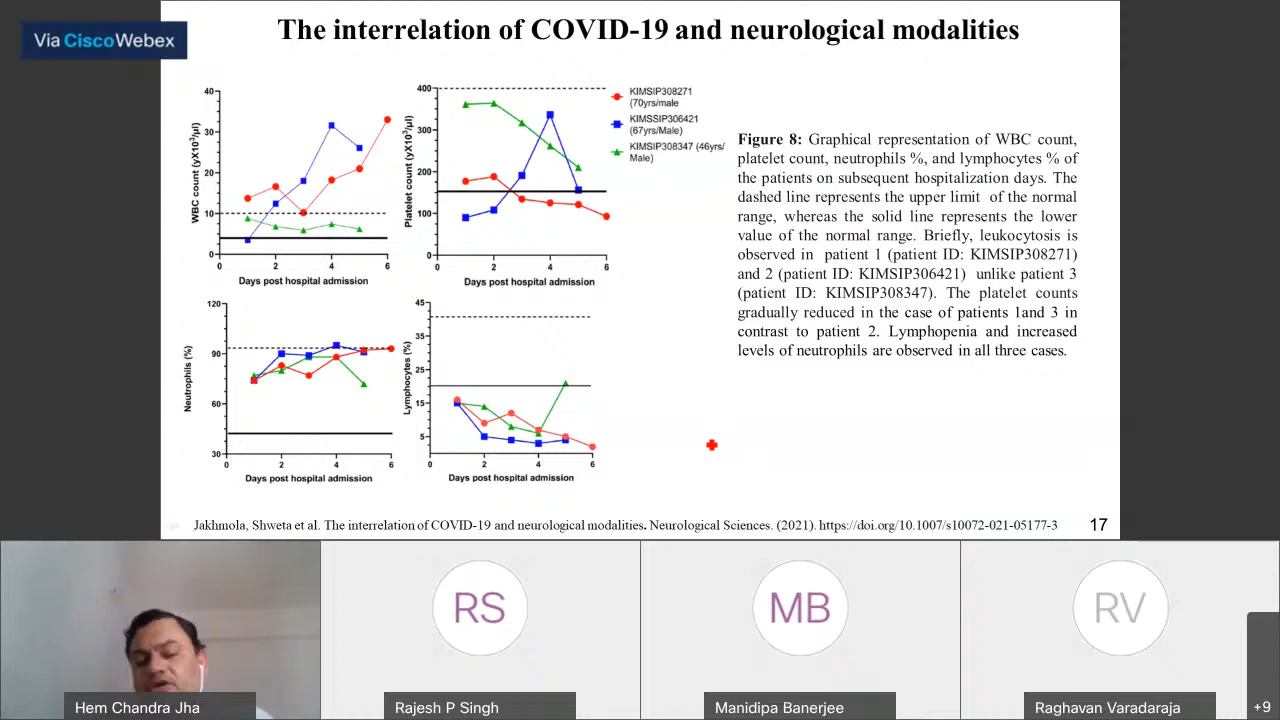 Via CiscoWebex
The interrelation of COVID-19 and neurological modalities
40
30
20
10
0
WBC count (yX10³/µl)
0 2 4 6
Days post hospital admission
400
300
200
100
0
Platelet count (yX10³/µl)
0 2 4 6
Days post hospital admission
KIMSIP308271
(70yrs/male
KIMSSIP306421
(67yrs/Male)
KIMSIP308347 (46yrs/
Male)
Figure 8: Graphical representation of WBC count,
platelet count, neutrophils %, and lymphocytes % of
the patients on subsequent hospitalization days. The
dashed line represents the upper limit of the normal
range, whereas the solid line represents the lower
value of the normal range. Briefly, leukocytosis is
observed in patient 1 (patient ID: KIMSIP308271)
and 2 (patient ID: KIMSIP306421) unlike patient 3
(patient ID: KIMSIP308347). The platelet counts
gradually reduced in the case of patients 1and 3 in
contrast to patient 2. Lymphopenia and increased
levels of neutrophils are observed in all three cases.
120
90
60
30
Neutrophils (%)
0 2 4 6
Days post hospital admission
45
35
25
15
5
Lymphocytes (%)
0 2 4 6
Days post hospital admission
Jakhmola, Shweta et al. The interrelation of COVID-19 and neurological modalities. Neurological Sciences. (2021). https://doi.org/10.1007/s10072-021-05177-3
17
RS
MB
RV
Hem Chandra Jha
Rajesh P Singh
Manidipa Banerjee
Raghavan Varadaraja
+9